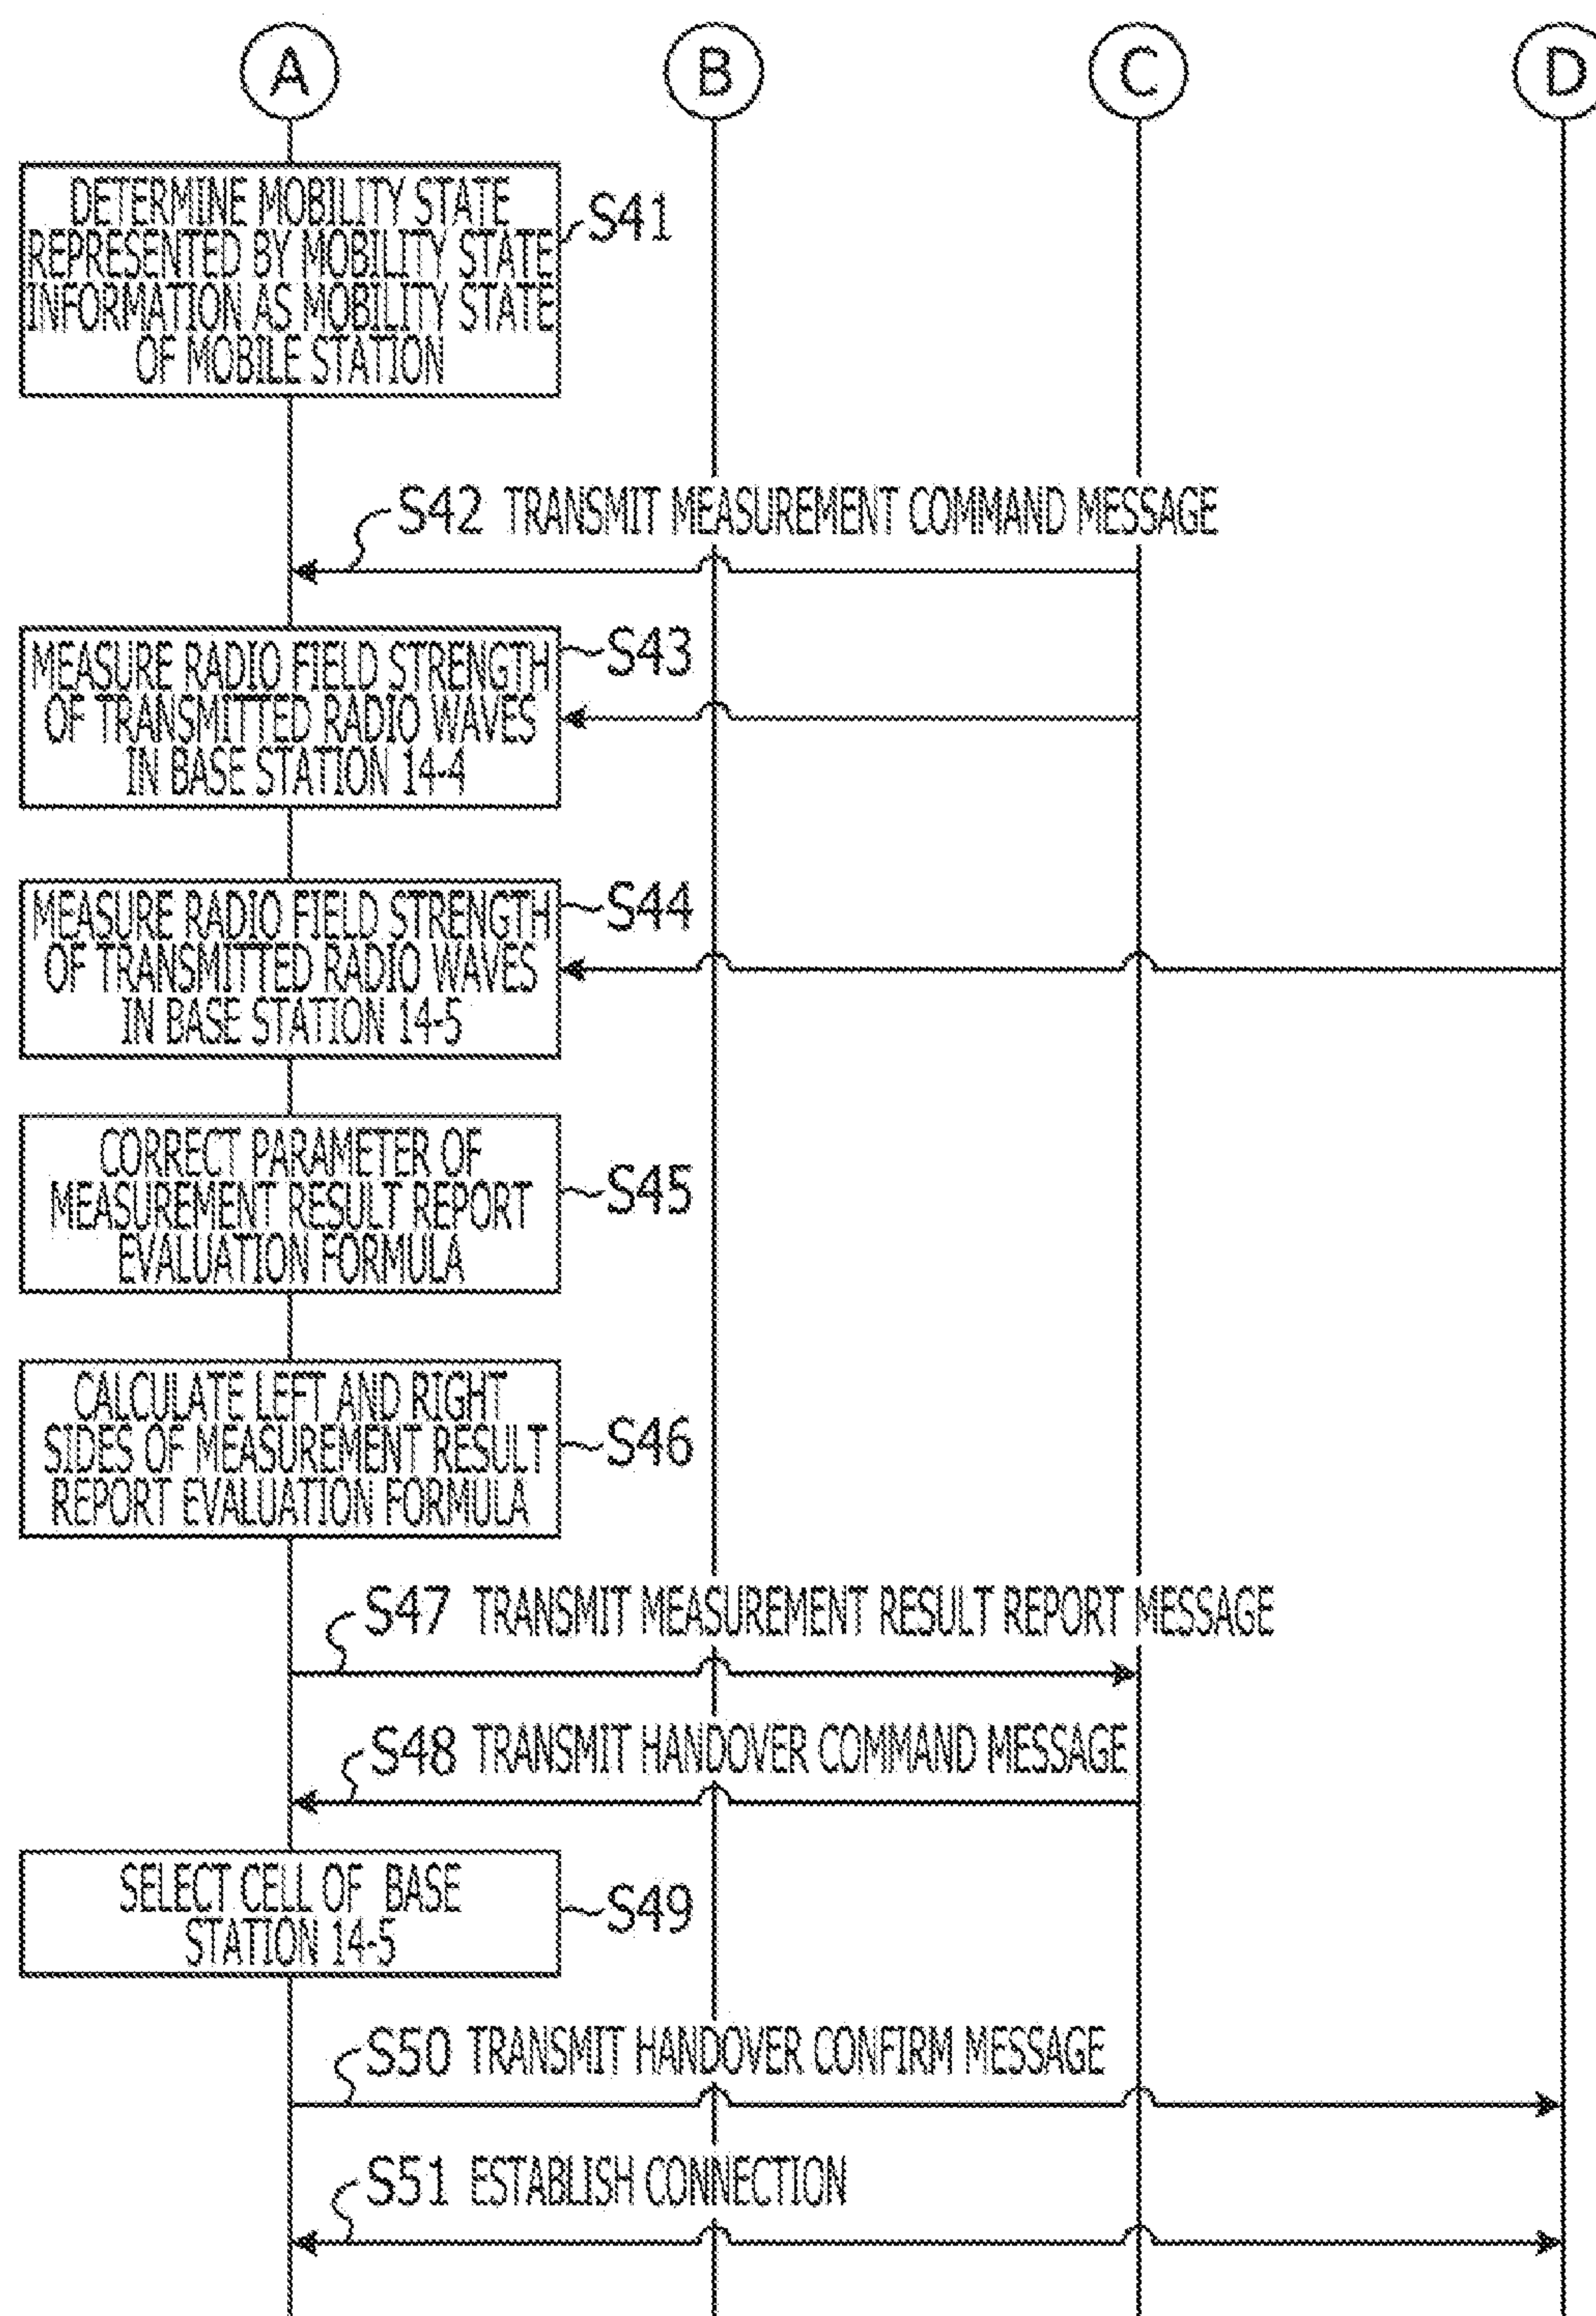 A B C D
DETERMINE MOBILITY STATE
REPRESENTED BY MOBILITY STATE
INFORMATION AS MOBILITY STATE
OF MOBILE STATION
S41
S42 TRANSMIT MEASUREMENT COMMAND MESSAGE
MEASURE RADIO FIELD STRENGTH
OF TRANSMITTED RADIO WAVES
IN BASE STATION 14-4
S43
MEASURE RADIO FIELD STRENGTH
OF TRANSMITTED RADIO WAVES
IN BASE STATION 14-5
S44
CORRECT PARAMETER OF
MEASUREMENT RESULT REPORT
EVALUATION FORMULA
S45
CALCULATE LEFT AND RIGHT
SIDES OF MEASUREMENT RESULT
REPORT EVALUATION FORMULA
S46
S47 TRANSMIT MEASUREMENT RESULT REPORT MESSAGE
S48 TRANSMIT HANDOVER COMMAND MESSAGE
SELECT CELL OF BASE
STATION 14-5
S49
S50 TRANSMIT HANDOVER CONFIRM MESSAGE
S51 ESTABLISH CONNECTION